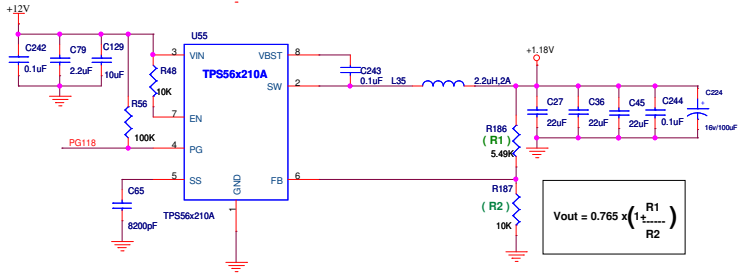 +12V
U55
C242
0.1uF
C79
2.2uF
C129
10uF
R48
10K
R56
100K
PG118
C65
8200pF
3
VIN
7
EN
4
PG
5
SS
TPS56x210A
GND
1
VBST
8
SW
2
FB
6
TPS56x210A
C243
0.1uF
L35
2.2uH,2A
+1.18V
R186
( R1 )
5.49K
R187
( R2 )
10K
C27
22uF
C36
22uF
C45
22uF
C244
0.1uF
C224
+
16v/100uF
Vout = 0.765 x(1+ R1
------
R2 )